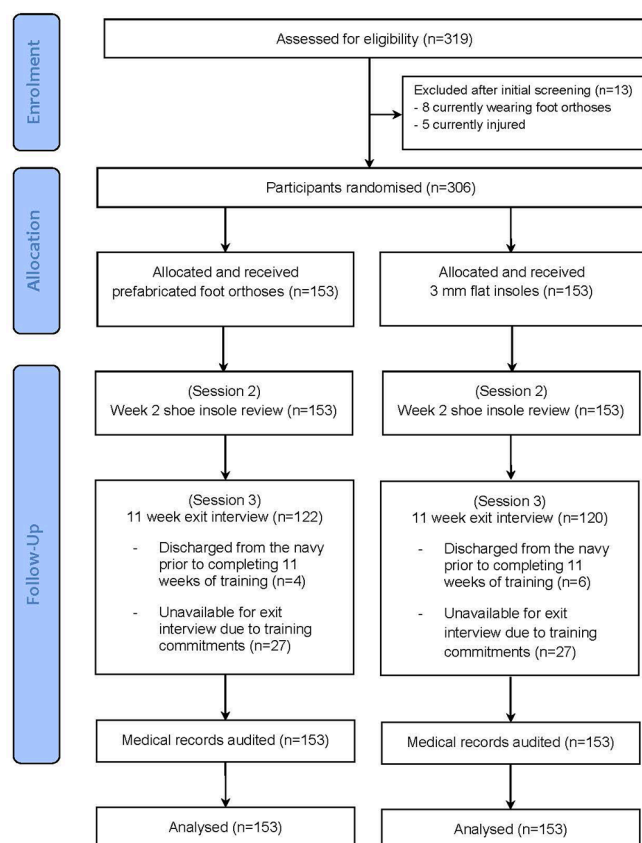 Enrolment
Assessed for eligibility (n=319)
Excluded after initial screening (n=13)
- 8 currently wearing foot orthoses
- 5 currently injured
Allocation
Participants randomised (n=306)
Allocated and received
prefabricated foot orthoses (n=153)
Allocated and received
3 mm flat insoles (n=153)
Follow-Up
(Session 2)
Week 2 shoe insole review (n=153)
(Session 2)
Week 2 shoe insole review (n=153)
(Session 3)
11 week exit interview (n=122)
- Discharged from the navy
prior to completing 11
weeks of training (n=4)
- Unavailable for exit
interview due to training
commitments (n=27)
(Session 3)
11 week exit interview (n=120)
- Discharged from the navy
prior to completing 11
weeks of training (n=6)
- Unavailable for exit
interview due to training
commitments (n=27)
Medical records audited (n=153)
Medical records audited (n=153)
Analysed (n=153)
Analysed (n=153)